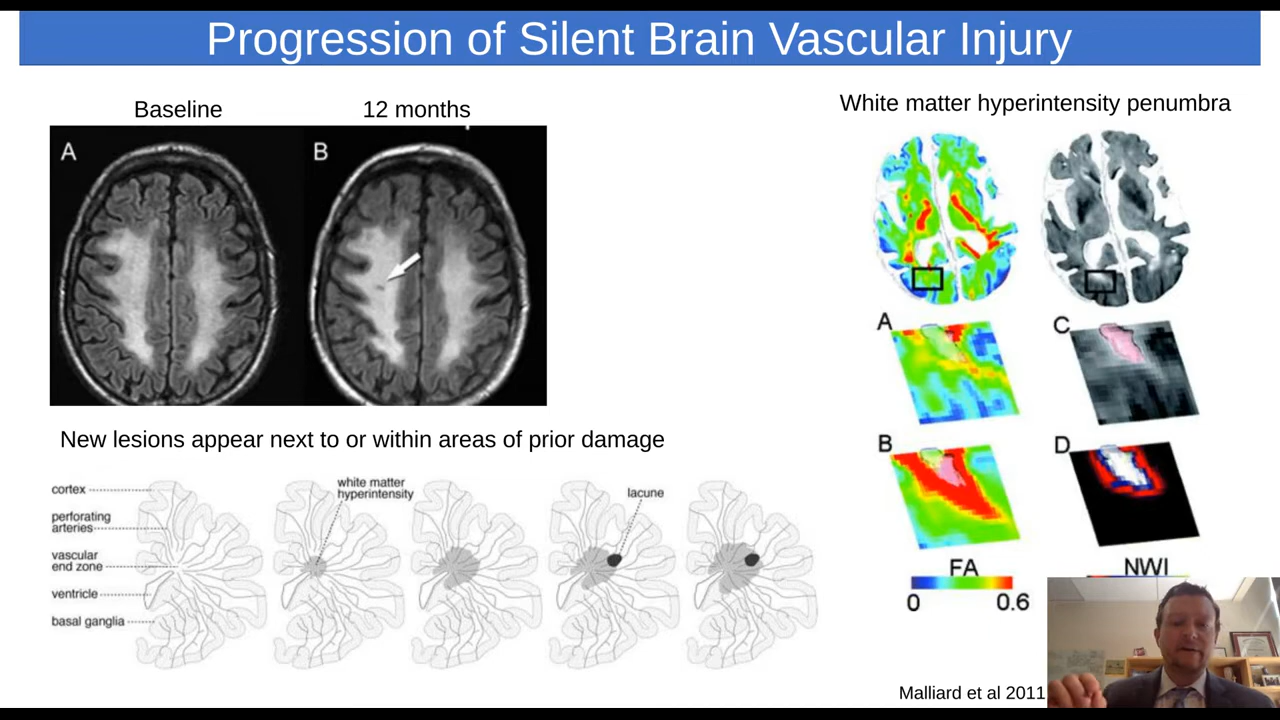 Progression of Silent Brain Vascular Injury
Baseline
12 months
A
B
New lesions appear next to or within areas of prior damage
cortex
perforating
arteries
vascular
end zone
ventricle
basal ganglia
white matter
hyperintensity
lacune
White matter hyperintensity penumbra
A
C
B
D
FA
0
0.6
NWI
Malliard et al 2011